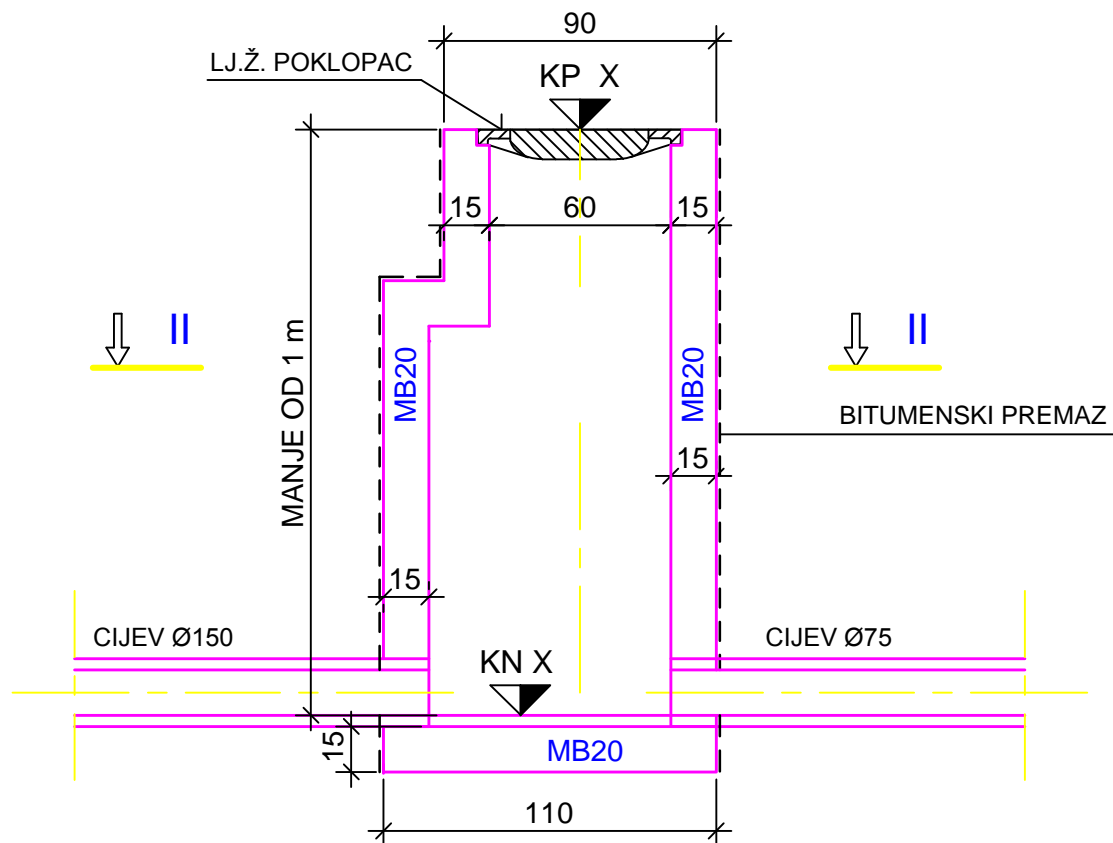 90
LJ.Ž. POKLOPAC
KP X
15 60 15
II II
MANJE OD 1 m
MB20 MB20
BITUMENSKI PREMAZ
15
15
CIJEV Ø150 CIJEV Ø75
KN X
15
MB20
110